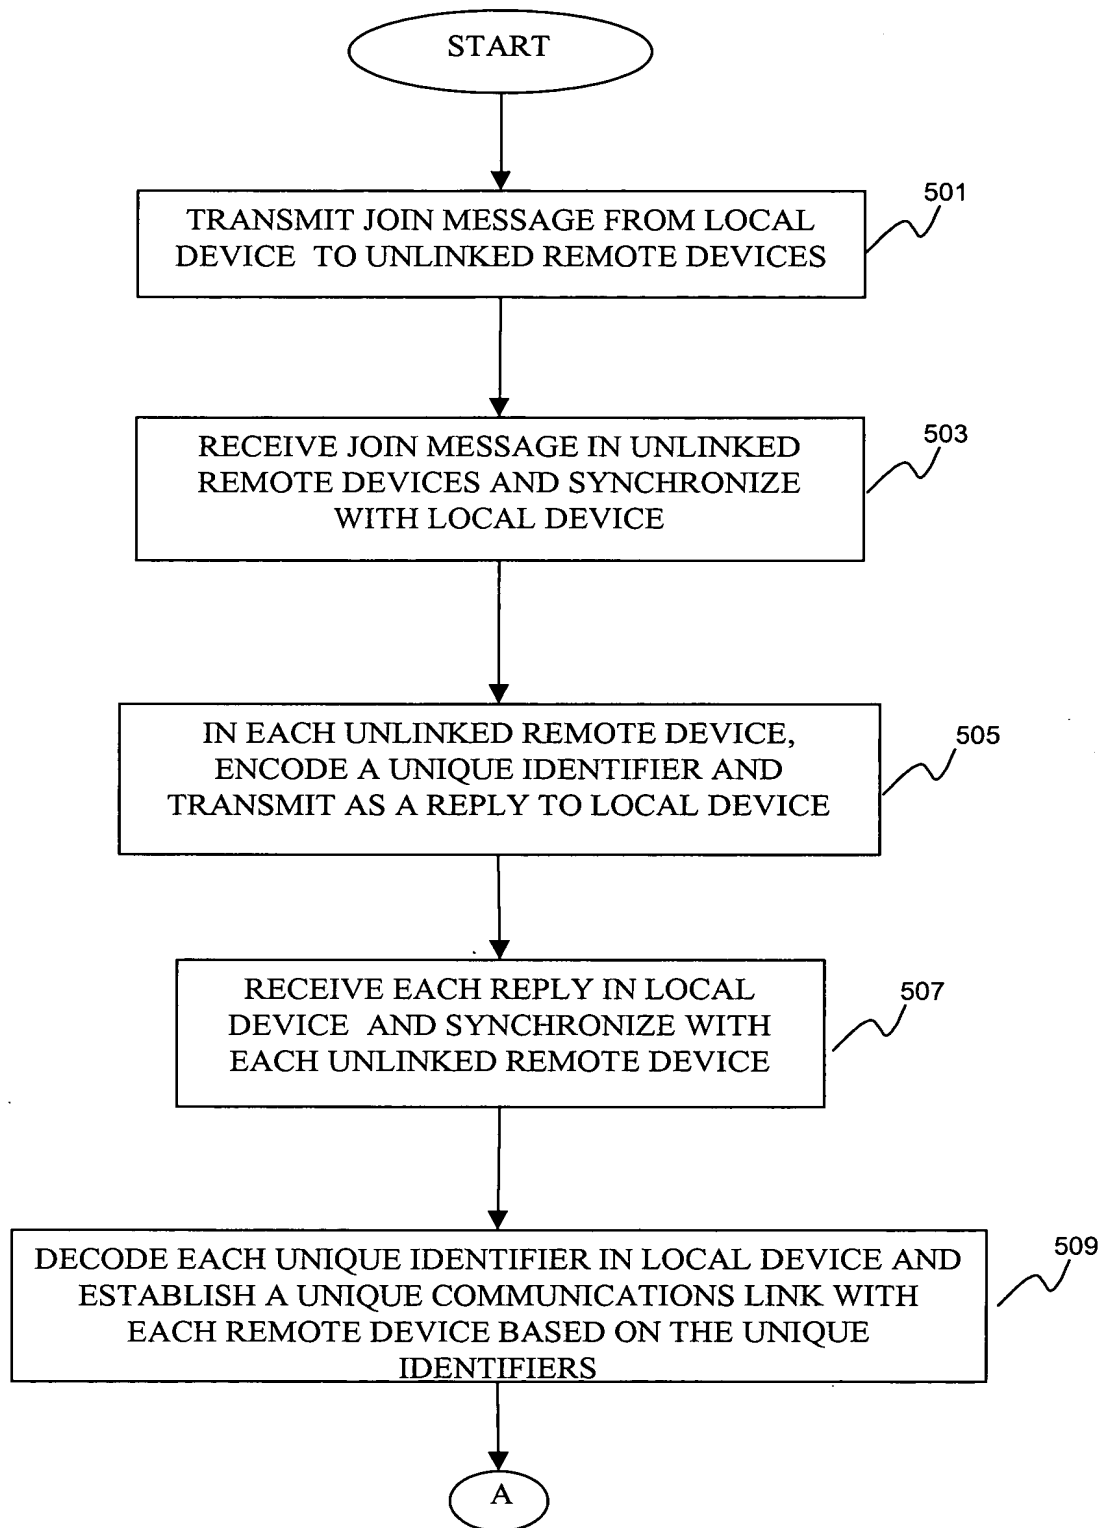 START
TRANSMIT JOIN MESSAGE FROM LOCAL
DEVICE TO UNLINKED REMOTE DEVICES
501
RECEIVE JOIN MESSAGE IN UNLINKED
REMOTE DEVICES AND SYNCHRONIZE
WITH LOCAL DEVICE
503
IN EACH UNLINKED REMOTE DEVICE,
ENCODE A UNIQUE IDENTIFIER AND
TRANSMIT AS A REPLY TO LOCAL DEVICE
505
RECEIVE EACH REPLY IN LOCAL
DEVICE AND SYNCHRONIZE WITH
EACH UNLINKED REMOTE DEVICE
507
DECODE EACH UNIQUE IDENTIFIER IN LOCAL DEVICE AND
ESTABLISH A UNIQUE COMMUNICATIONS LINK WITH
EACH REMOTE DEVICE BASED ON THE UNIQUE
IDENTIFIERS
509
A